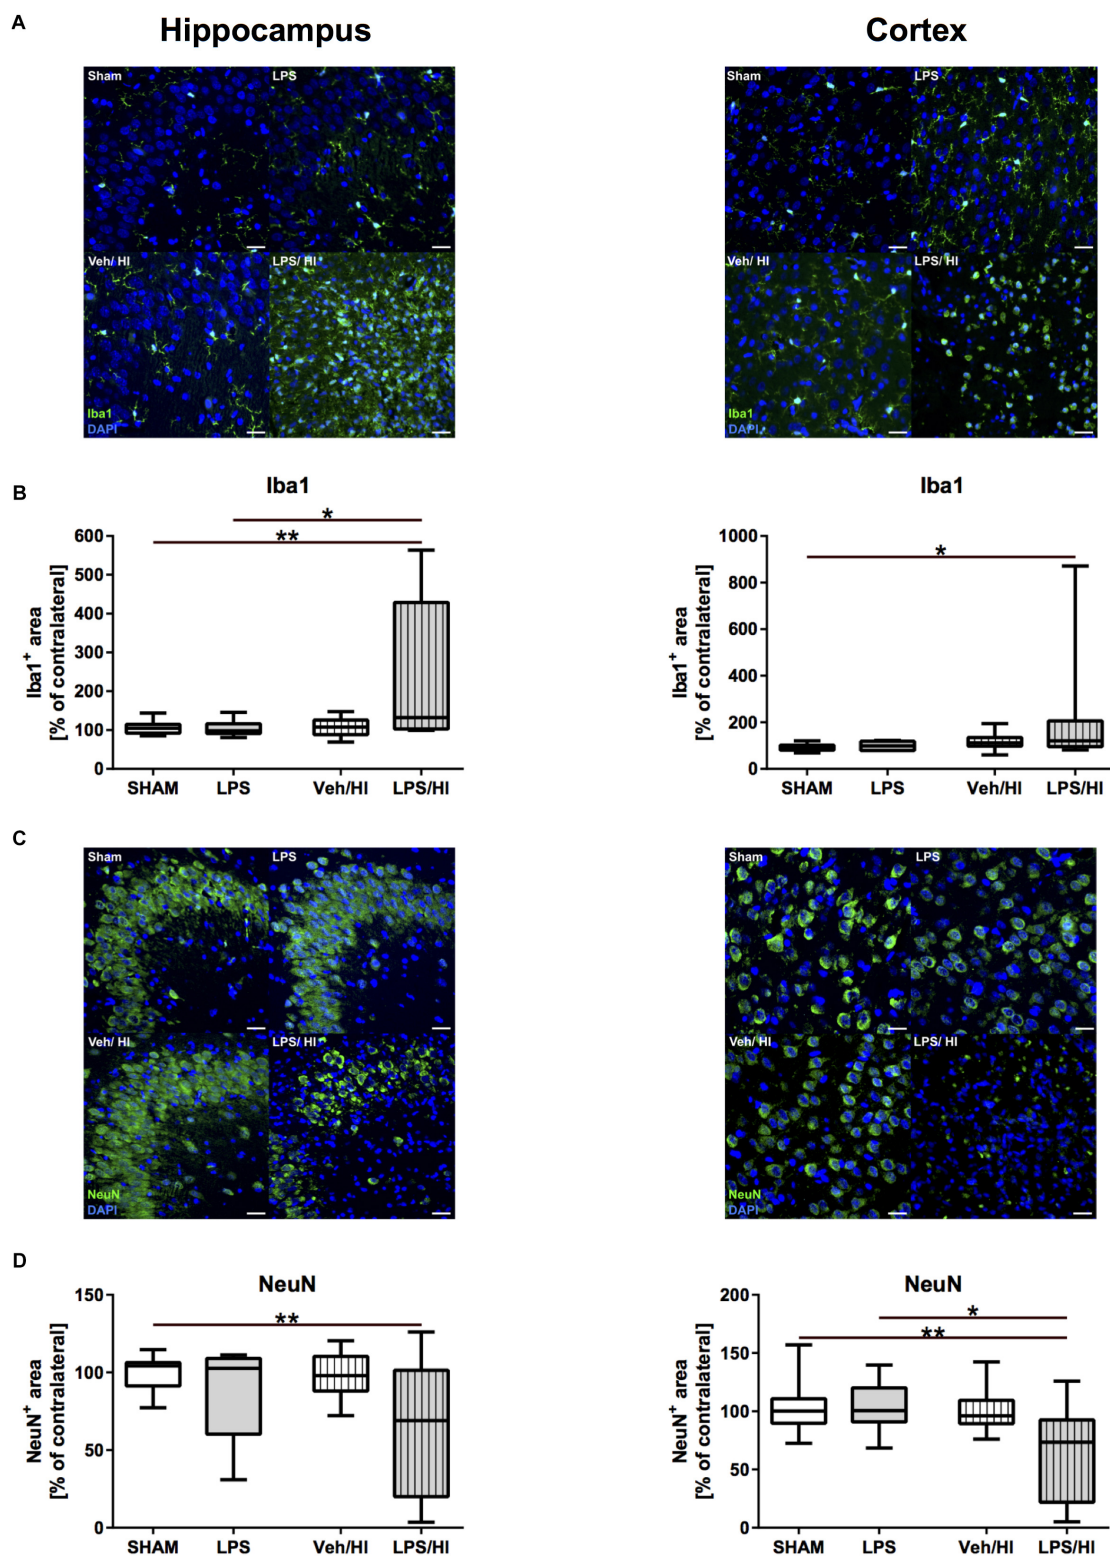 A
Hippocampus
Cortex
Sham
LPS
Veh/ HI
LPS/ HI
Iba1
DAPI
Sham
LPS
Veh/ HI
LPS/ HI
Iba1
DAPI
B
Iba1
*
**
Iba1+ area
[% of contralateral]
600
500
400
300
200
100
0
SHAM
LPS
Veh/HI
LPS/HI
Iba1
*
Iba1+ area
[% of contralateral]
1000
800
600
400
200
0
SHAM
LPS
Veh/HI
LPS/HI
C
Sham
LPS
Veh/ HI
LPS/ HI
NeuN
DAPI
Sham
LPS
Veh/ HI
LPS/ HI
NeuN
DAPI
D
NeuN
**
NeuN+ area
[% of contralateral]
150
100
50
0
SHAM
LPS
Veh/HI
LPS/HI
NeuN
*
**
NeuN+ area
[% of contralateral]
200
150
100
50
0
SHAM
LPS
Veh/HI
LPS/HI